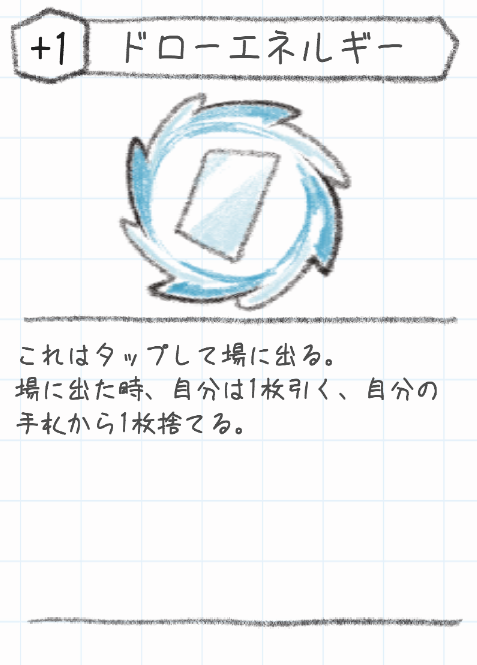 +1
ドローエネルギー
これはタップして場に出る。
場に出た時、自分は1枚引く、自分の
手札から1枚捨てる。